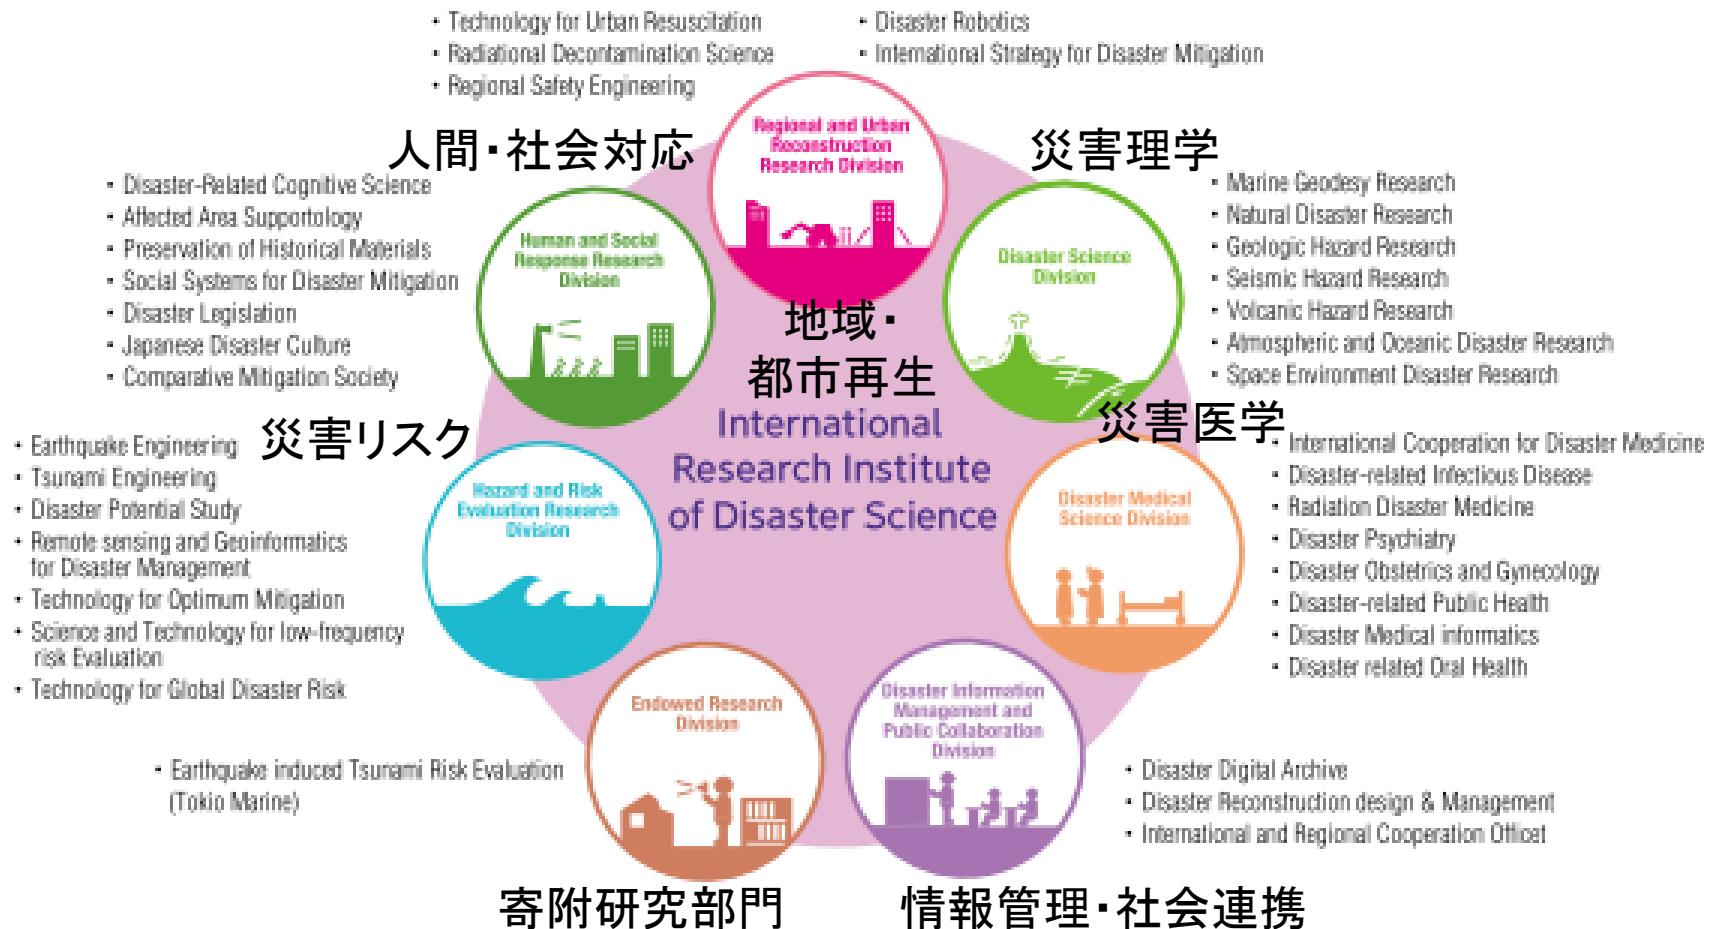 • Technology for Urban Resuscitation
• Radiational Decontamination Science
• Regional Safety Engineering
• Disaster Robotics
• International Strategy for Disaster Mitigation
Regional and Urban
Reconstruction
Research Division
地域・
都市再生
人間・社会対応
• Disaster-Related Cognitive Science
• Affected Area Supportology
• Preservation of Historical Materials
• Social Systems for Disaster Mitigation
• Disaster Legislation
• Japanese Disaster Culture
• Comparative Mitigation Society
Human and Social
Response Research
Division
災害理学
Disaster Science
Division
• Marine Geodesy Research
• Natural Disaster Research
• Geologic Hazard Research
• Seismic Hazard Research
• Volcanic Hazard Research
• Atmospheric and Oceanic Disaster Research
• Space Environment Disaster Research
International
Research Institute
of Disaster Science
災害リスク
• Earthquake Engineering
• Tsunami Engineering
• Disaster Potential Study
• Remote sensing and Geoinformatics
for Disaster Management
• Technology for Optimum Mitigation
• Science and Technology for low-frequency
risk Evaluation
• Technology for Global Disaster Risk
Hazard and Risk
Evaluation Research
Division
災害医学
Disaster Medical
Science Division
• International Cooperation for Disaster Medicine
• Disaster-related Infectious Disease
• Radiation Disaster Medicine
• Disaster Psychiatry
• Disaster Obstetrics and Gynecology
• Disaster-related Public Health
• Disaster Medical informatics
• Disaster related Oral Health
Endowed Research
Division
• Earthquake induced Tsunami Risk Evaluation
(Tokio Marine)
寄附研究部門
Disaster Information
Management and
Public Collaboration
Division
• Disaster Digital Archive
• Disaster Reconstruction design & Management
• International and Regional Cooperation Officet
情報管理・社会連携